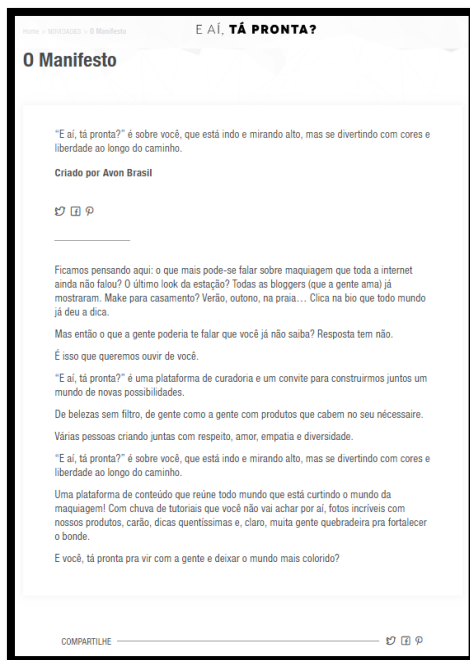 Home > NOVIDADES > O Manifesto
E AÍ, TÁ PRONTA?
O Manifesto
“E aí, tá pronta?” é sobre você, que está indo e mirando alto, mas se divertindo com cores e
liberdade ao longo do caminho.
Criado por Avon Brasil
Ficamos pensando aqui: o que mais pode-se falar sobre maquiagem que toda a internet
ainda não falou? O último look da estação? Todas as bloggers (que a gente ama) já
mostraram. Make para casamento? Verão, outono, na praia… Clica na bio que todo mundo
já deu a dica.
Mas então o que a gente poderia te falar que você já não saiba? Resposta tem não.
É isso que queremos ouvir de você.
“E aí, tá pronta?” é uma plataforma de curadoria e um convite para construirmos juntos um
mundo de novas possibilidades.
De belezas sem filtro, de gente como a gente com produtos que cabem no seu nécessaire.
Várias pessoas criando juntas com respeito, amor, empatia e diversidade.
“E aí, tá pronta?” é sobre você, que está indo e mirando alto, mas se divertindo com cores e
liberdade ao longo do caminho.
Uma plataforma de conteúdo que reúne todo mundo que está curtindo o mundo da
maquiagem! Com chuva de tutoriais que você não vai achar por aí, fotos incríveis com
nossos produtos, carão, dicas quentíssimas e, claro, muita gente quebradeira pra fortalecer
o bonde.
E você, tá pronta pra vir com a gente e deixar o mundo mais colorido?
COMPARTILHE